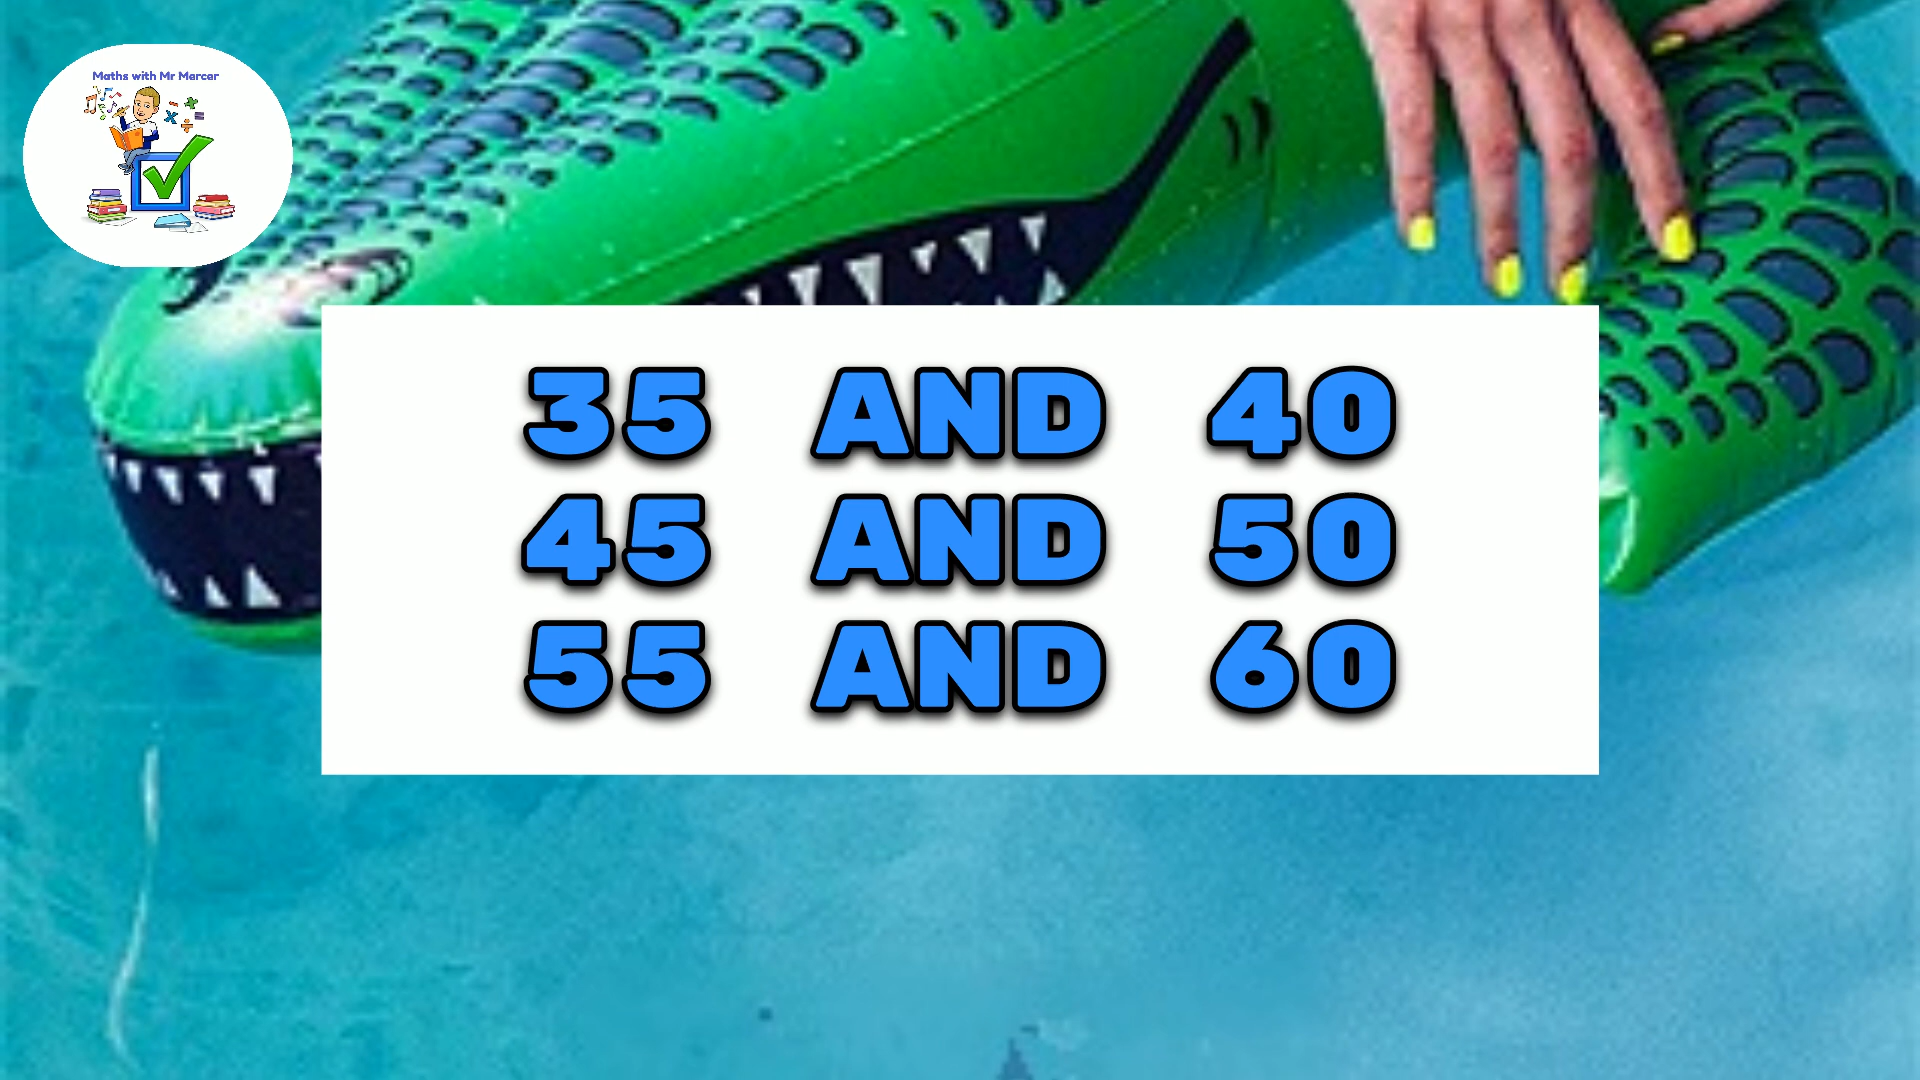 Maths with Mr Mercer
35 AND 40
45 AND 50
55 AND 60